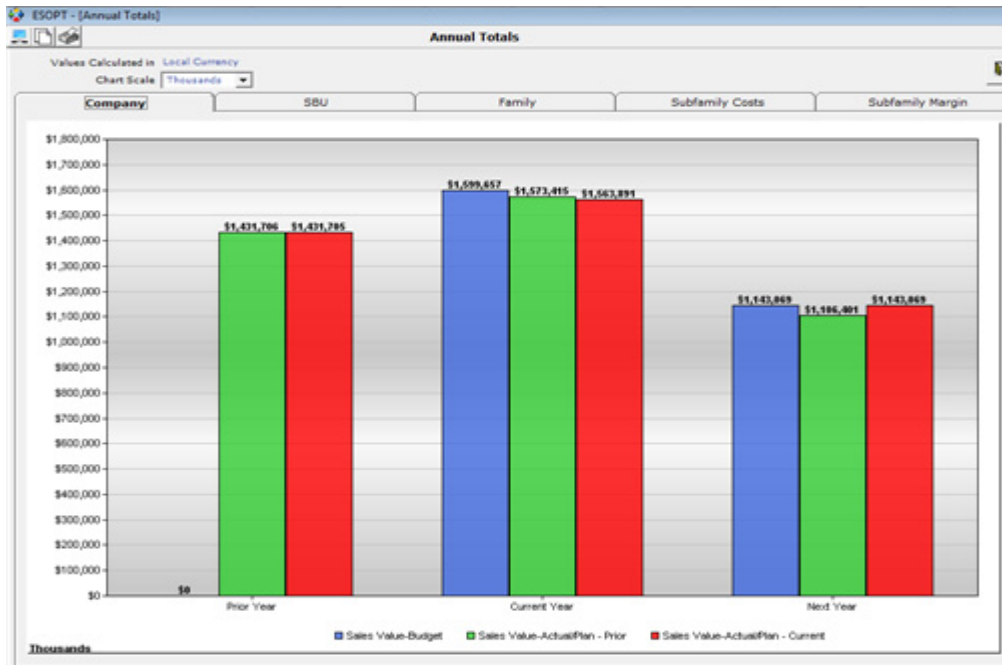 ESOPT - [Annual Totals]
Annual Totals
Values Calculated in Local Currency
Chart Scale Thousands
Company SBU Family Subfamily Costs Subfamily Margin
$1,800,000
$1,700,000
$1,600,000
$1,500,000
$1,400,000
$1,300,000
$1,200,000
$1,100,000
$1,000,000
$900,000
$800,000
$700,000
$600,000
$500,000
$400,000
$300,000
$200,000
$100,000
$0
$0 $1,431,706 $1,431,705
$1,599,657 $1,573,415 $1,563,891
$1,143,869 $1,106,401 $1,143,869
Prior Year Current Year Next Year
Sales Value-Budget Sales Value-Actual/Plan - Prior Sales Value-Actual/Plan - Current
Thousands